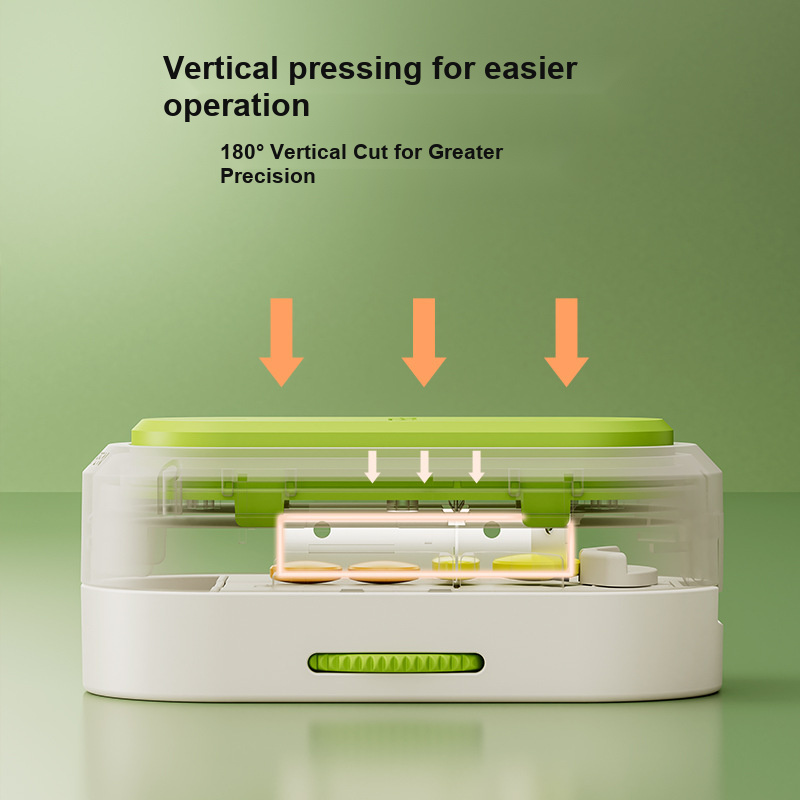 Vertical pressing for easier
operation
180° Vertical Cut for Greater
Precision